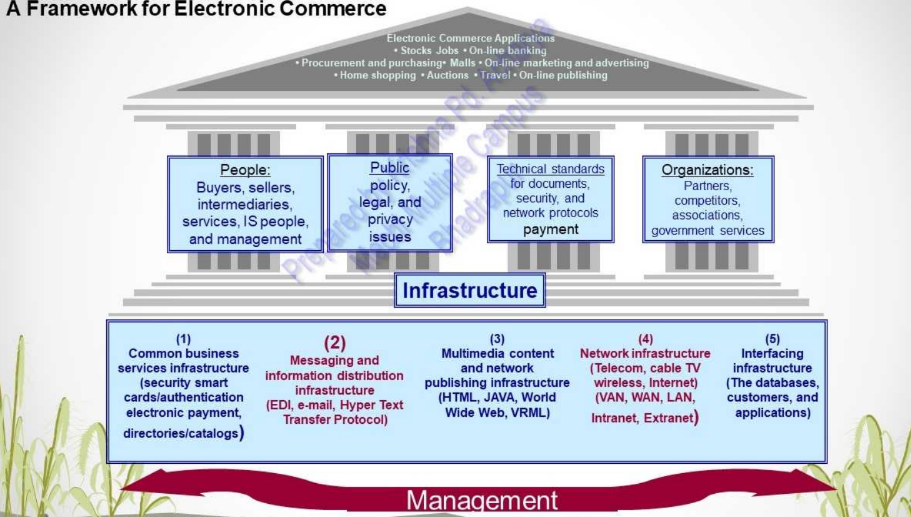 A Framework for Electronic Commerce
Electronic Commerce Applications
• Stocks Jobs • On-line banking
• Procurement and purchasing• Malls • On-line marketing and advertising
• Home shopping • Auctions • Travel • On-line publishing
People:
Buyers, sellers,
intermediaries,
services, IS people,
and management
Public
policy,
legal, and
privacy
issues
Technical standards
for documents,
security, and
network protocols
payment
Organizations:
Partners,
competitors,
associations,
government services
Infrastructure
(1)
Common business
services infrastructure
(security smart
cards/authentication
electronic payment,
directories/catalogs)
(2)
Messaging and
information distribution
infrastructure
(EDI, e-mail, Hyper Text
Transfer Protocol)
(3)
Multimedia content
and network
publishing infrastructure
(HTML, JAVA, World
Wide Web, VRML)
(4)
Network infrastructure
(Telecom, cable TV
wireless, Internet)
(VAN, WAN, LAN,
Intranet, Extranet)
(5)
Interfacing
infrastructure
(The databases,
customers, and
applications)
Management
Prepared by
Multiple Campus